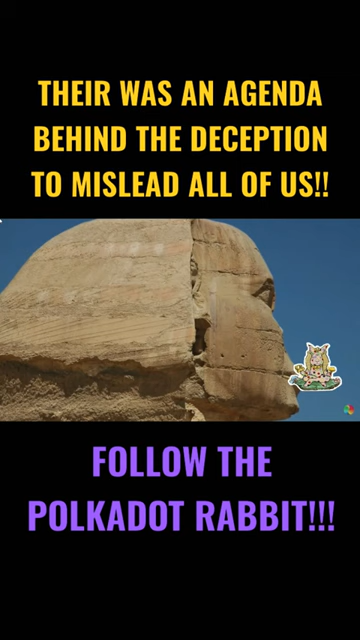 THEIR WAS AN AGENDA
BEHIND THE DECEPTION
TO MISLEAD ALL OF US!!
FOLLOW THE
POLKADOT RABBIT!!!